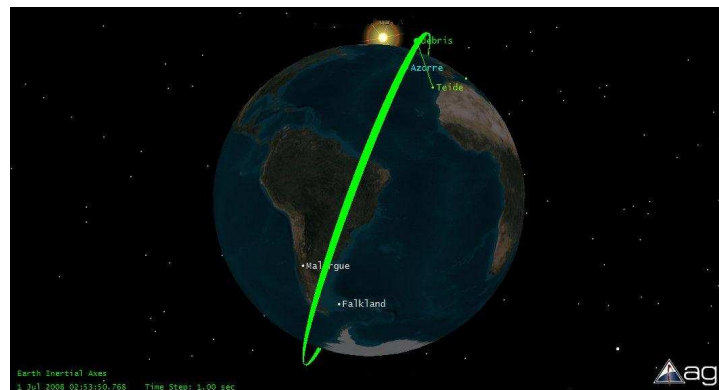 Debris
Azorre
Teide
Malargue
Falkland
Earth Inertial Axes
1 Jul 2008 02:53:50.768 Time Step: 1.00 sec
ag